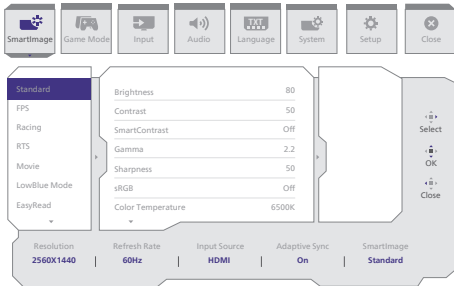 SmartImage
Game Mode
Input
Audio
TXT
Language
System
Setup
Close
Standard
FPS
Racing
RTS
Movie
LowBlue Mode
EasyRead
Brightness 80
Contrast 50
SmartContrast Off
Gamma 2.2
Sharpness 50
sRGB Off
Color Temperature 6500K
Select
OK
Close
Resolution Refresh Rate Input Source Adaptive Sync SmartImage
2560X1440 | 60Hz | HDMI | On | Standard